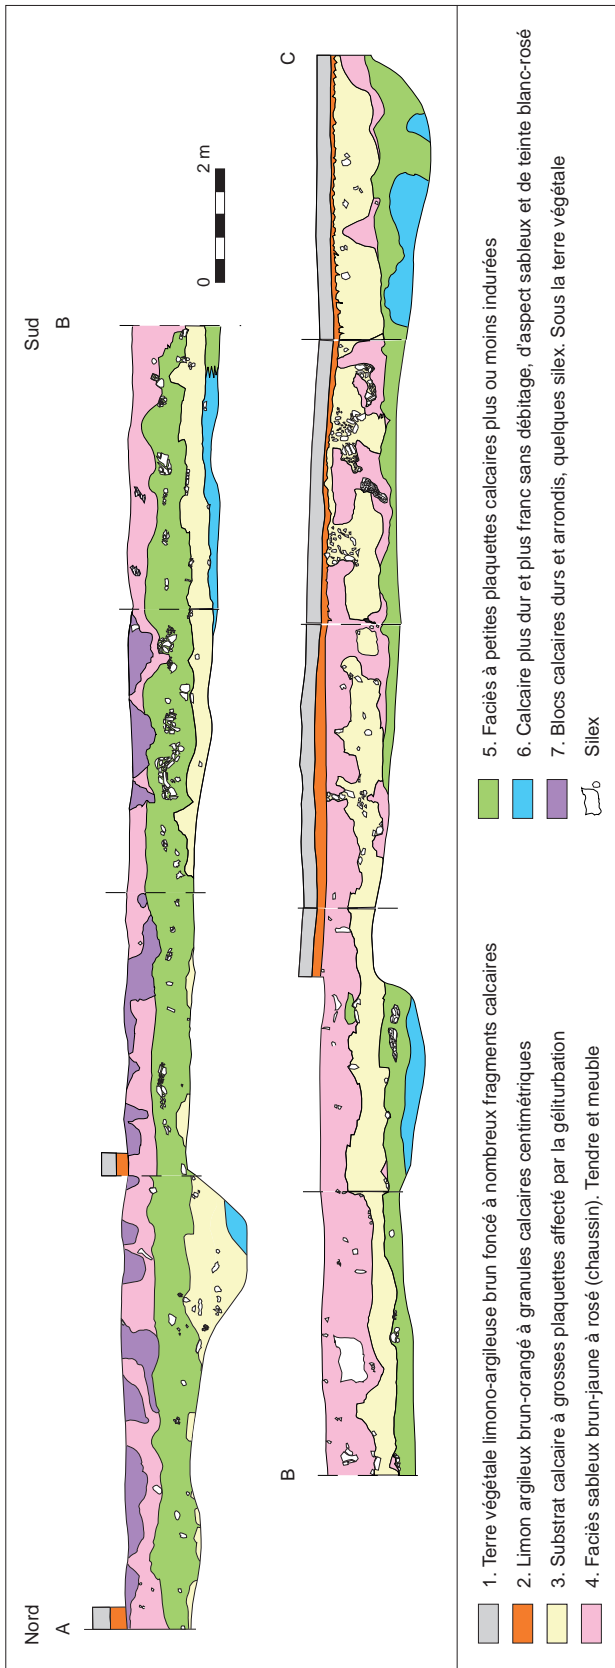 Nord
Sud
A
B
0
2 m
B
C
1. Terre végétale limono-argileuse brun foncé à nombreux fragments calcaires
2. Limon argileux brun-orangé à granules calcaires centimétriques
3. Substrat calcaire à grosses plaquettes affecté par la géliturbation
4. Faciès sableux brun-jaune à rosé (chaussin). Tendre et meuble
5. Faciès à petites plaquettes calcaires plus ou moins indurées
6. Calcaire plus dur et plus franc sans débitage, d'aspect sableux et de teinte blanc-rosé
7. Blocs calcaires durs et arrondis, quelques silex. Sous la terre végétale
Silex